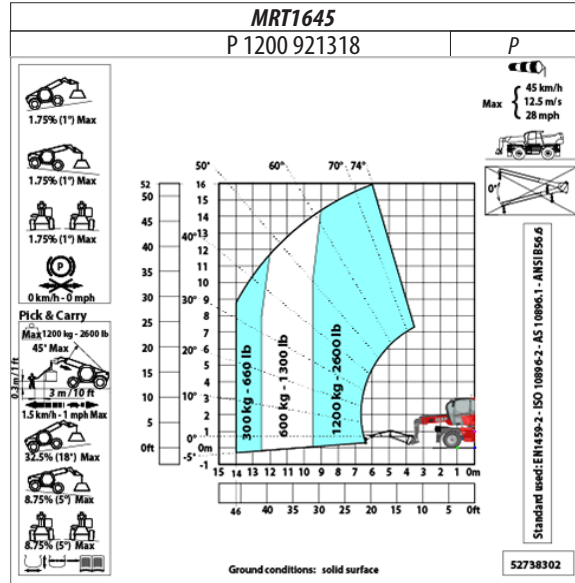 MRT1645
P 1200 921318
P
1.75% (1°) Max
1.75% (1°) Max
1.75% (1°) Max
P
0 km/h - 0 mph
Pick & Carry
Max 1200 kg - 2600 lb
45° Max
0.3 m / 1 ft
3 m / 10 ft
1.5 km/h - 1 mph Max
32.5% (18°) Max
8.75% (5°) Max
8.75% (5°) Max
Max
45 km/h
12.5 m/s
28 mph
0°
50°
60°
70° - 74°
40°
30°
20°
10°
0°
-5°
52
50
45
40
35
30
25
20
15
10
5
0ft
16
15
14
13
12
11
10
9
8
7
6
5
4
3
2
1
0m
-1
300 kg - 660 lb
600 kg - 1300 lb
1200 kg - 2600 lb
15 14 13 12 11 10 9 8 7 6 5 4 3 2 1 0m
46 40 35 30 25 20 15 10 5 0ft
Standard used: EN1459-2 - ISO 10896-2 - AS 10896.1 - ANSI B56.6
Ground conditions: solid surface
52738302